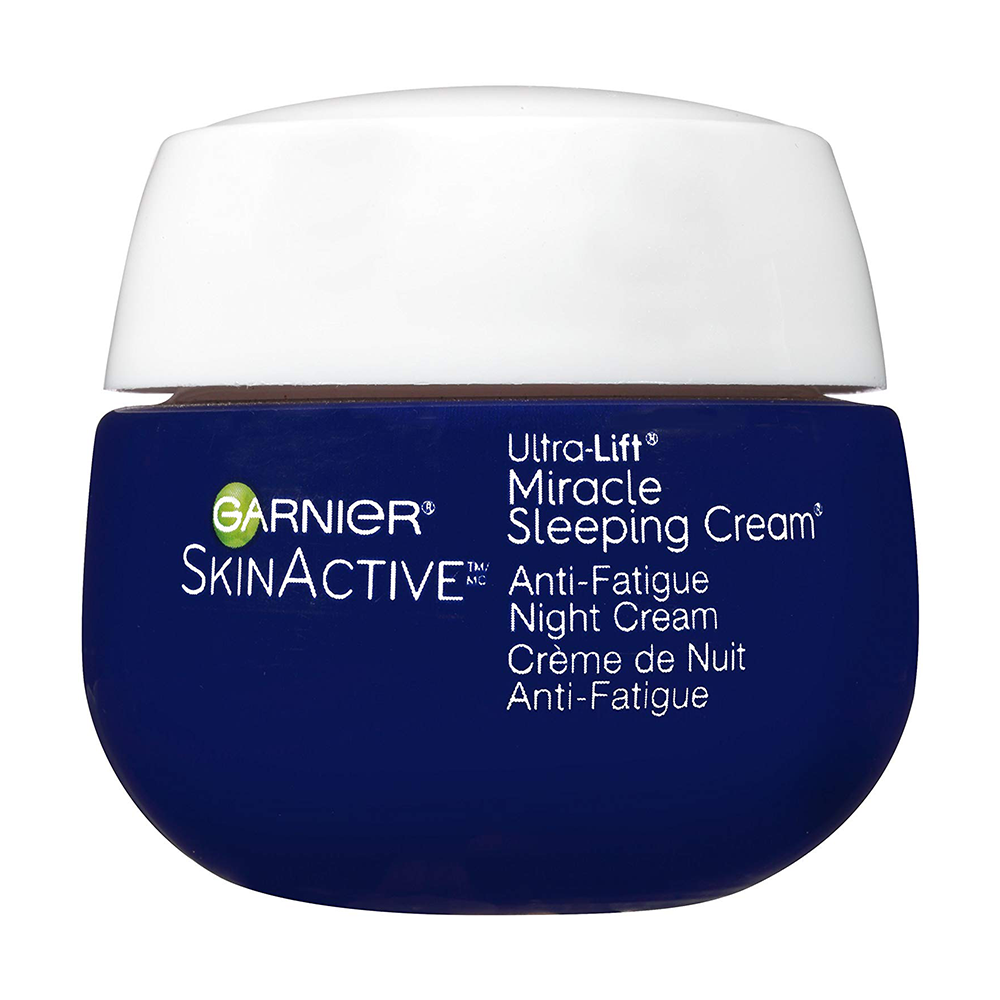 GARNIER®
SKINACTIVE™/MC
Ultra-Lift®
Miracle
Sleeping Cream®
Anti-Fatigue
Night Cream
Crème de Nuit
Anti-Fatigue